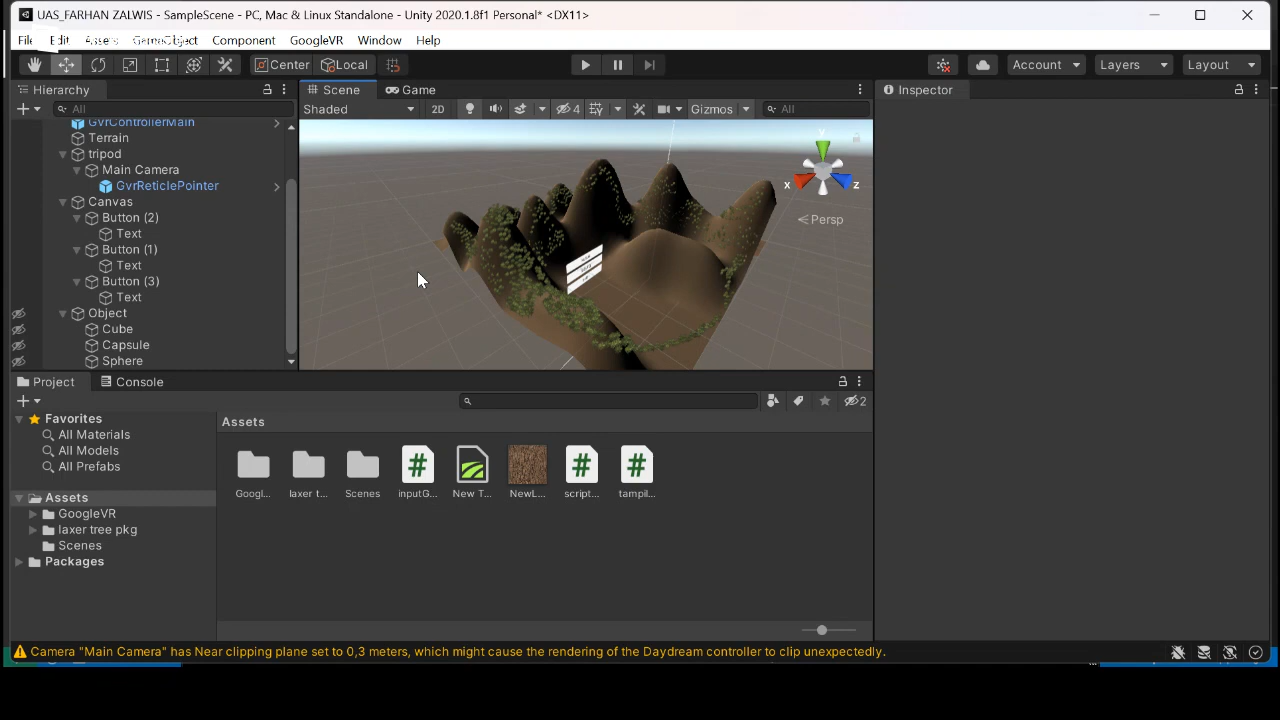 UAS_FARHAN ZALWIS - SampleScene - PC, Mac & Linux Standalone - Unity 2020.1.8f1 Personal* <DX11>
File Edit Assets GameObject Component GoogleVR Window Help
Center Local Account Layers Layout
Hierarchy
All
GvrControllerMain
Terrain
tripod
Main Camera
GvrReticlePointer
Canvas
Button (2)
Text
Button (1)
Text
Button (3)
Text
Object
Cube
Capsule
Sphere
Scene Game
Shaded 2D 4 Gizmos All
y
x z
Persp
Inspector
Project Console
2
Favorites
All Materials
All Models
All Prefabs
Assets
GoogleVR
laxer tree pkg
Scenes
Packages
Assets
Googl... laxer t... Scenes inputG... New T... NewL... script... tampil...
Camera "Main Camera" has Near clipping plane set to 0,3 meters, which might cause the rendering of the Daydream controller to clip unexpectedly.